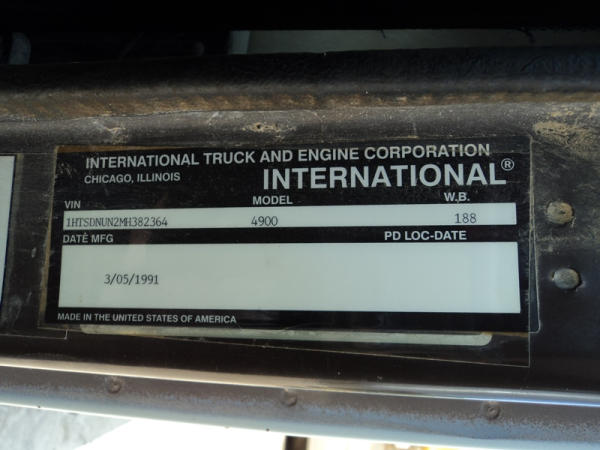 INTERNATIONAL TRUCK AND ENGINE CORPORATION
CHICAGO, ILLINOIS INTERNATIONAL®
VIN MODEL W.B.
1HTSDNUN2MH382364 4900 188
DATE MFG PD LOC-DATE
3/05/1991
MADE IN THE UNITED STATES OF AMERICA